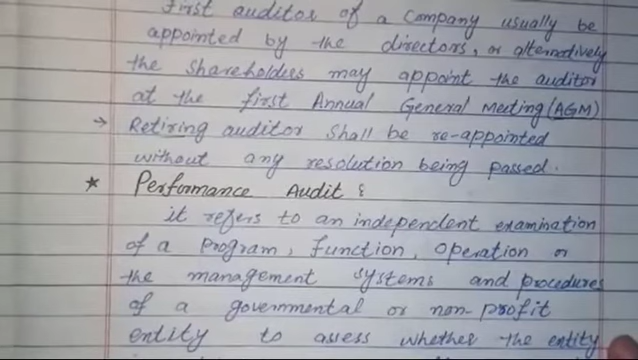 First auditor of a Company usually be
appointed by the directors, or alternatively
the shareholders may appoint the auditor
at the first Annual General Meeting (AGM)
→ Retiring auditor shall be re-appointed
without any resolution being passed.
* Performance Audit :
it refers to an independent examination
of a program, function, operation or
the management systems and procedures
of a governmental or non-profit
entity to assess whether the entity